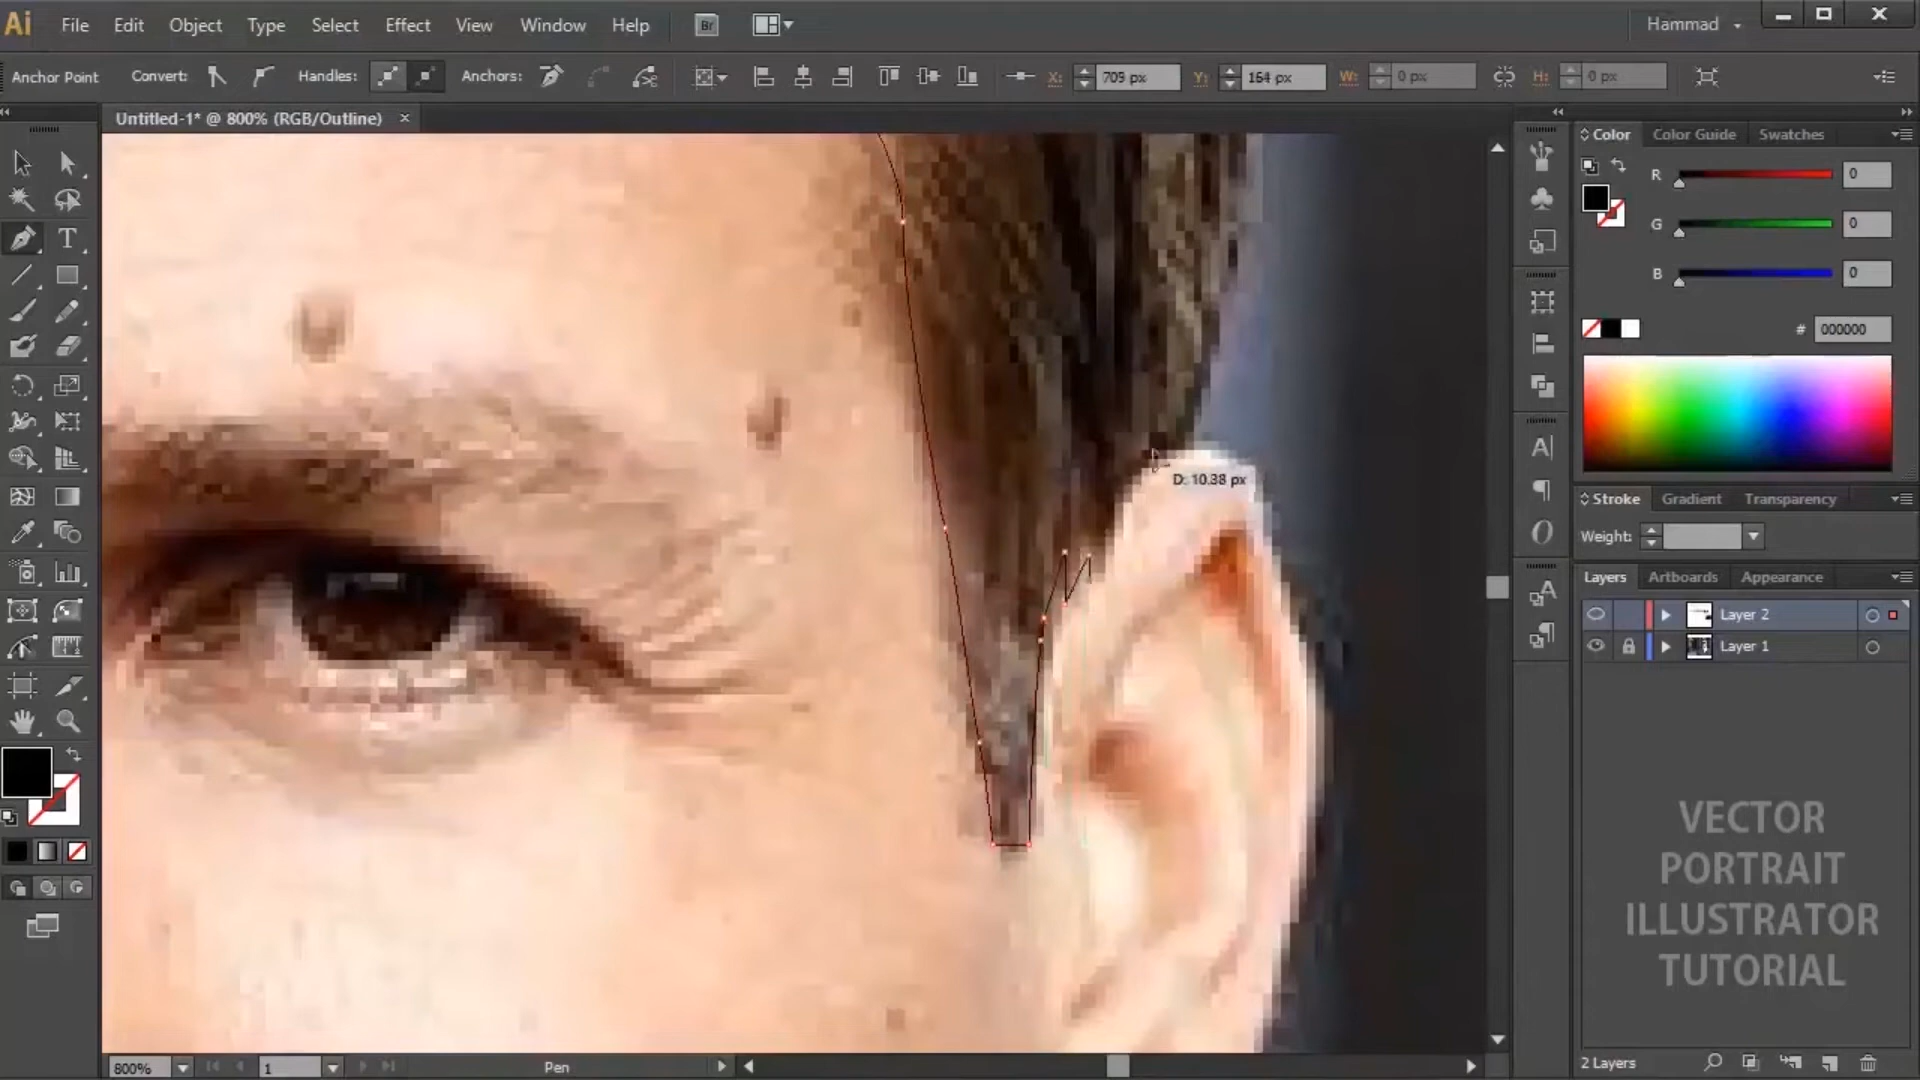 Ai File Edit Object Type Select Effect View Window Help Br Hammad
Anchor Point Convert: Handles: Anchors: X: 709 px Y: 164 px W: 0 px H: 0 px
Untitled-1* @ 800% (RGB/Outline) ×
Color Color Guide Swatches
R 0
G 0
B 0
# 000000
Stroke Gradient Transparency
Weight:
Layers Artboards Appearance
Layer 2
Layer 1
D: 10.38 px
VECTOR
PORTRAIT
ILLUSTRATOR
TUTORIAL
800% 1 Pen
2 Layers